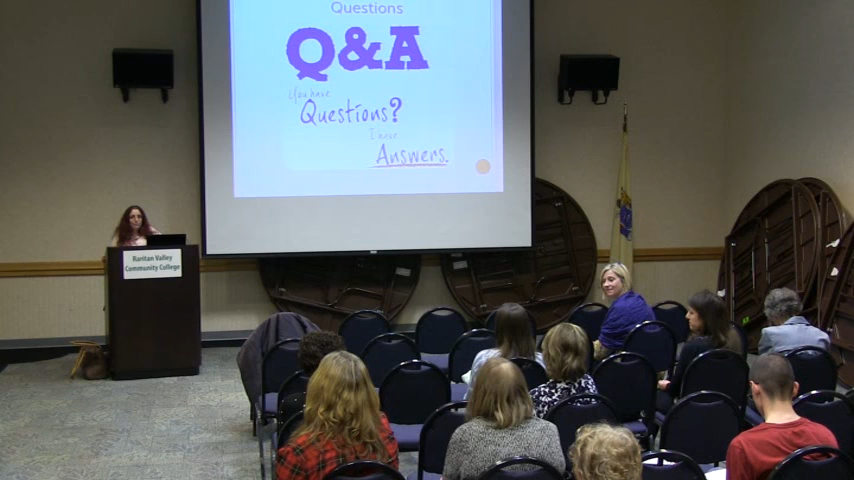 Questions
Q&A
You have
Questions?
I have
Answers.
Raritan Valley
Community College